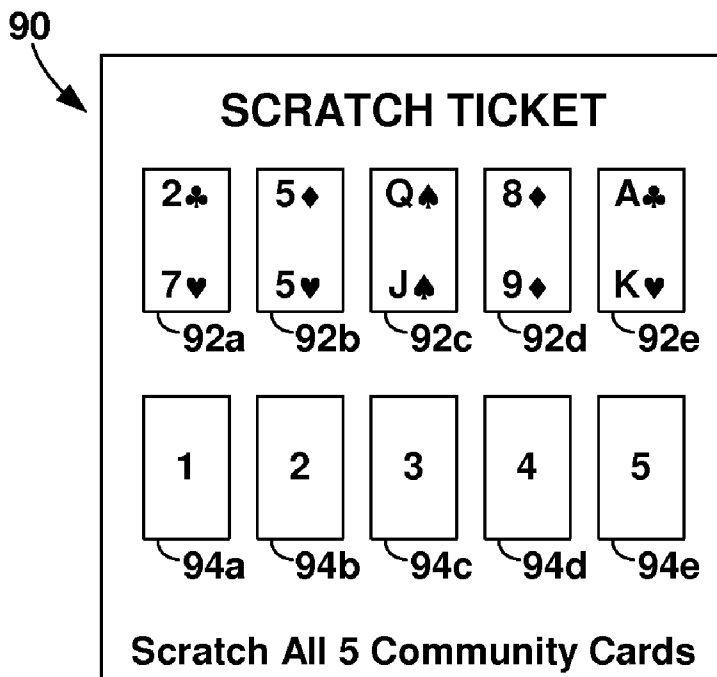 90
SCRATCH TICKET
2♣ 5♦ Q♠ 8♦ A♣
7♥ 5♥ J♠ 9♦ K♥
92a 92b 92c 92d 92e
1 2 3 4 5
94a 94b 94c 94d 94e
Scratch All 5 Community Cards